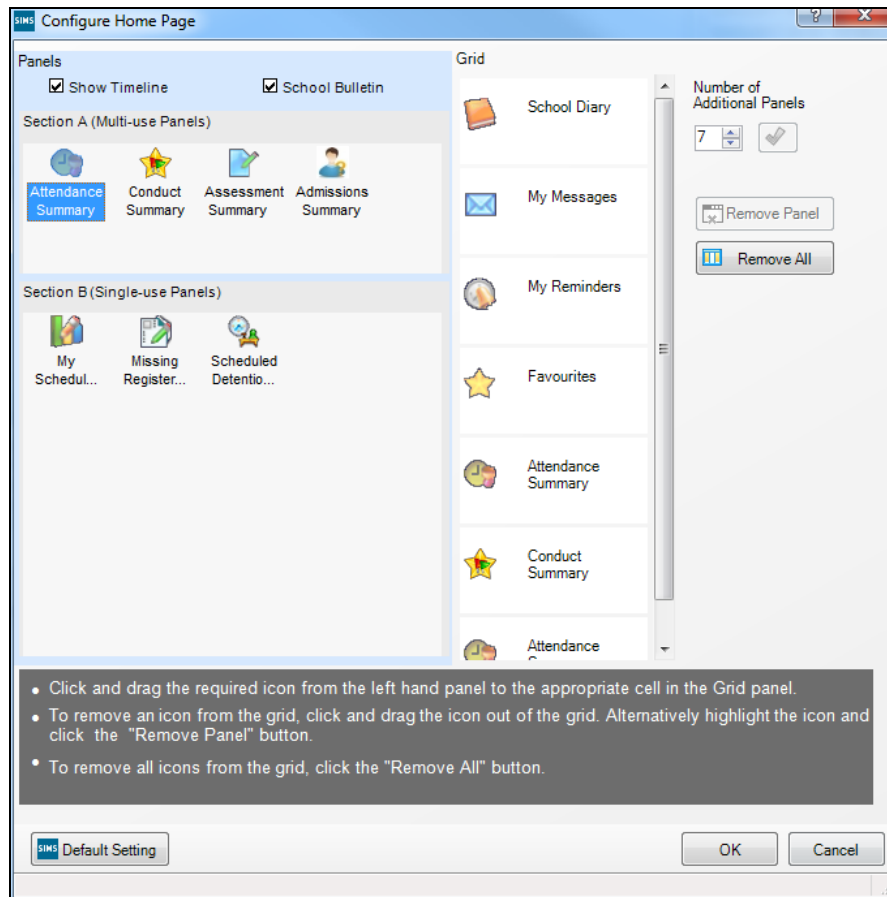 SIMS Configure Home Page
Panels
Show Timeline
School Bulletin
Section A (Multi-use Panels)
Attendance
Summary
Conduct
Summary
Assessment
Summary
Admissions
Summary
Section B (Single-use Panels)
My
Schedul...
Missing
Register...
Scheduled
Detentio...
Grid
School Diary
My Messages
My Reminders
Favourites
Attendance
Summary
Conduct
Summary
Attendance
Number of
Additional Panels
7
Remove Panel
Remove All
• Click and drag the required icon from the left hand panel to the appropriate cell in the Grid panel.
• To remove an icon from the grid, click and drag the icon out of the grid. Alternatively highlight the icon and
click the "Remove Panel" button.
• To remove all icons from the grid, click the "Remove All" button.
SIMS Default Setting
OK
Cancel